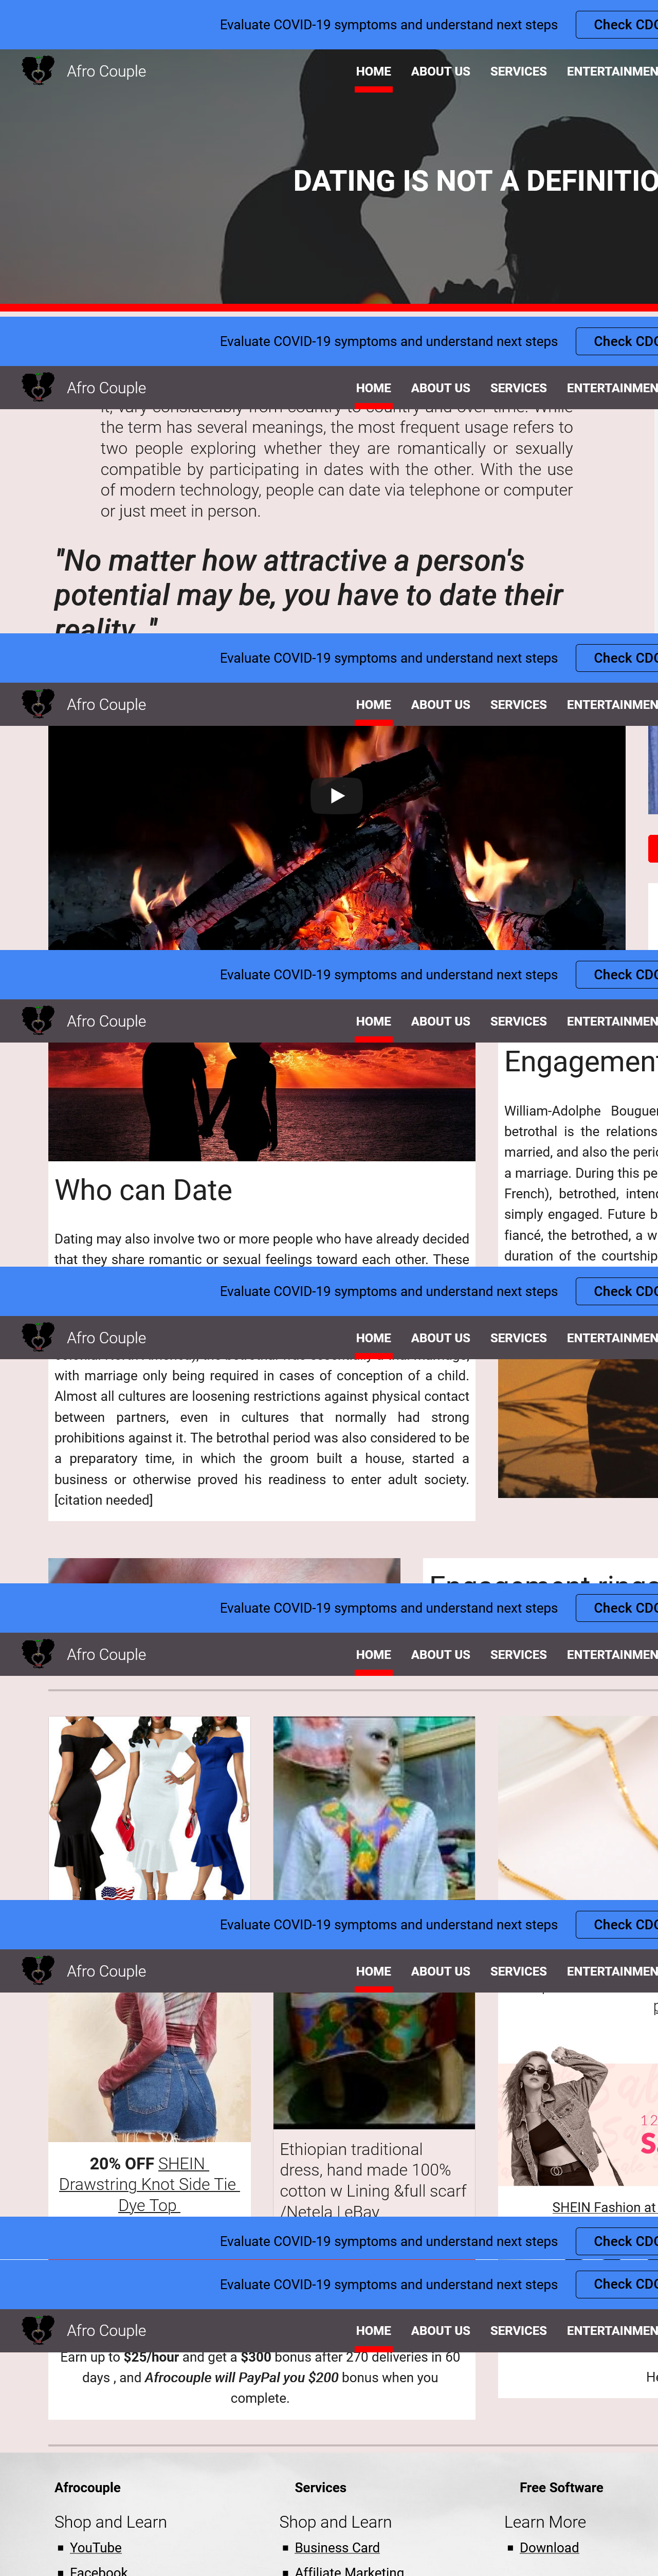 Evaluate COVID-19 symptoms and understand next steps Check CDC
Afro Couple HOME ABOUT US SERVICES ENTERTAINMEN
DATING IS NOT A DEFINITIO
Evaluate COVID-19 symptoms and understand next steps Check CDC
Afro Couple HOME ABOUT US SERVICES ENTERTAINMEN
it, vary considerably from country to country and over time. While
the term has several meanings, the most frequent usage refers to
two people exploring whether they are romantically or sexually
compatible by participating in dates with the other. With the use
of modern technology, people can date via telephone or computer
or just meet in person.
"No matter how attractive a person's
potential may be, you have to date their
reality. "
Evaluate COVID-19 symptoms and understand next steps Check CDC
Afro Couple HOME ABOUT US SERVICES ENTERTAINMEN
Evaluate COVID-19 symptoms and understand next steps Check CDC
Afro Couple HOME ABOUT US SERVICES ENTERTAINMEN
Who can Date
Dating may also involve two or more people who have already decided
that they share romantic or sexual feelings toward each other. These
Engagement
William-Adolphe Bouguer
betrothal is the relations
married, and also the peri
a marriage. During this pe
French), betrothed, inten
simply engaged. Future b
fiancé, the betrothed, a w
duration of the courtship
Evaluate COVID-19 symptoms and understand next steps Check CDC
Afro Couple HOME ABOUT US SERVICES ENTERTAINMEN
with marriage only being required in cases of conception of a child.
Almost all cultures are loosening restrictions against physical contact
between partners, even in cultures that normally had strong
prohibitions against it. The betrothal period was also considered to be
a preparatory time, in which the groom built a house, started a
business or otherwise proved his readiness to enter adult society.
[citation needed]
Engagement rings
Evaluate COVID-19 symptoms and understand next steps Check CDC
Afro Couple HOME ABOUT US SERVICES ENTERTAINMEN
Evaluate COVID-19 symptoms and understand next steps Check CDC
Afro Couple HOME ABOUT US SERVICES ENTERTAINMEN
20% OFF SHEIN
Drawstring Knot Side Tie
Dye Top
Ethiopian traditional
dress, hand made 100%
cotton w Lining &full scarf
/Netela LeBay
SHEIN Fashion at
Evaluate COVID-19 symptoms and understand next steps Check CDC
Evaluate COVID-19 symptoms and understand next steps Check CDC
Afro Couple HOME ABOUT US SERVICES ENTERTAINMEN
Earn up to $25/hour and get a $300 bonus after 270 deliveries in 60
days , and Afrocouple will PayPal you $200 bonus when you
complete.
He
Afrocouple
Shop and Learn
YouTube
Facebook
Services
Shop and Learn
Business Card
Affiliate Marketing
Free Software
Learn More
Download